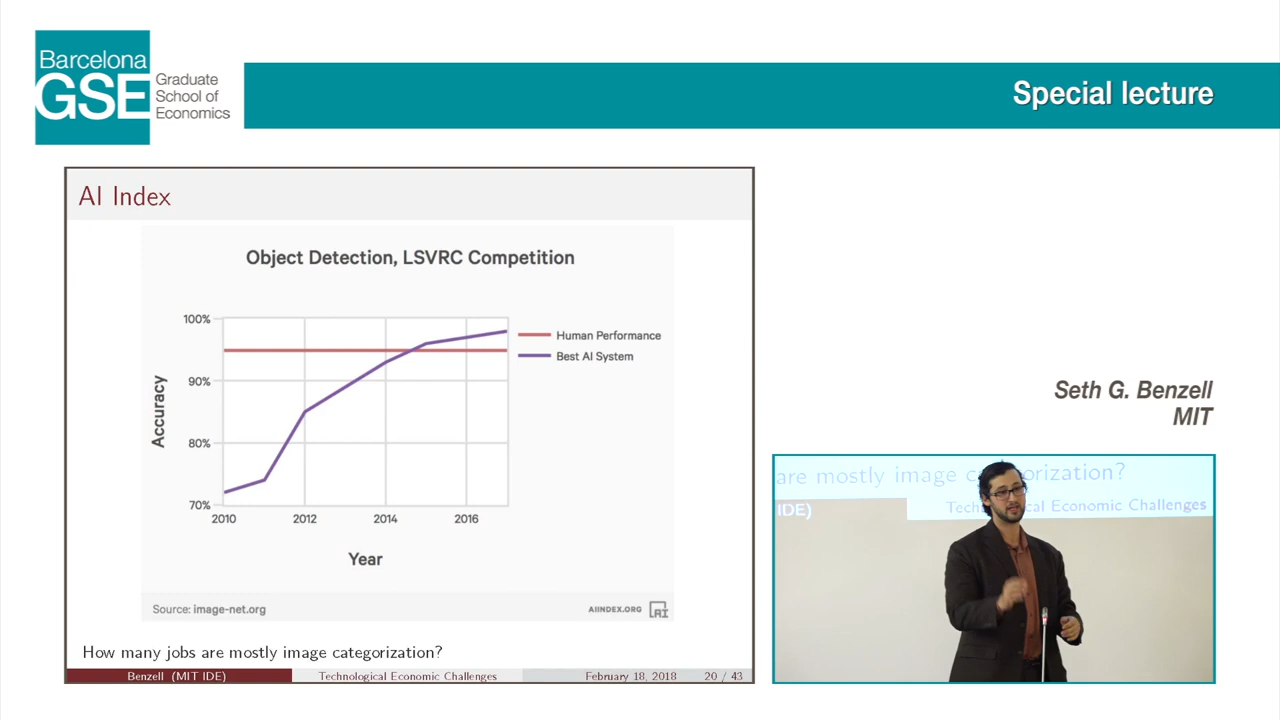 Barcelona
GSE
Graduate
School of
Economics
Special lecture
AI Index
Object Detection, LSVRC Competition
100%
90%
80%
70%
Accuracy
2010
2012
2014
2016
Year
Human Performance
Best AI System
Source: image-net.org
AIINDEX.ORG
AI
How many jobs are mostly image categorization?
Benzell (MIT IDE)
Technological Economic Challenges
February 18, 2018
20 / 43
Seth G. Benzell
MIT
are mostly image
IDE)
Economic Challenges